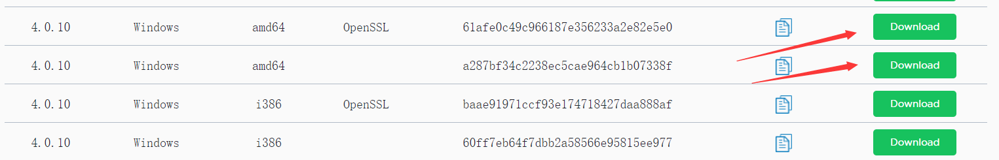 4.0.10 Windows amd64 OpenSSL 61afe0c49c966187e356233a2e82e5e0 Download
4.0.10 Windows amd64 a287bf34c2238ec5cae964cb1b07338f Download
4.0.10 Windows i386 OpenSSL baae91971ccf93e174718427daa888af Download
4.0.10 Windows i386 60ff7eb64f7dbb2a58566e95815ee977 Download